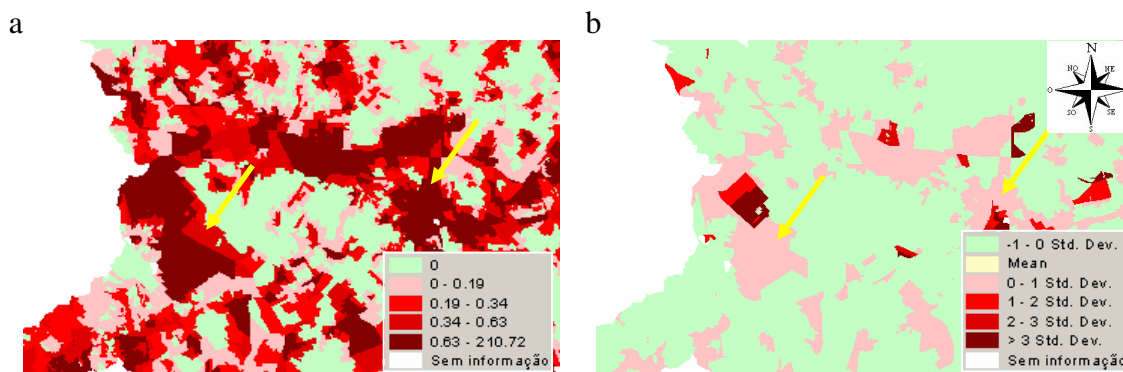 a
b
0
0 - 0.19
0.19 - 0.34
0.34 - 0.63
0.63 - 210.72
Sem informação
N
NO NE
O
SO SE
S
-1 - 0 Std. Dev.
Mean
0 - 1 Std. Dev.
1 - 2 Std. Dev.
2 - 3 Std. Dev.
> 3 Std. Dev.
Sem informação